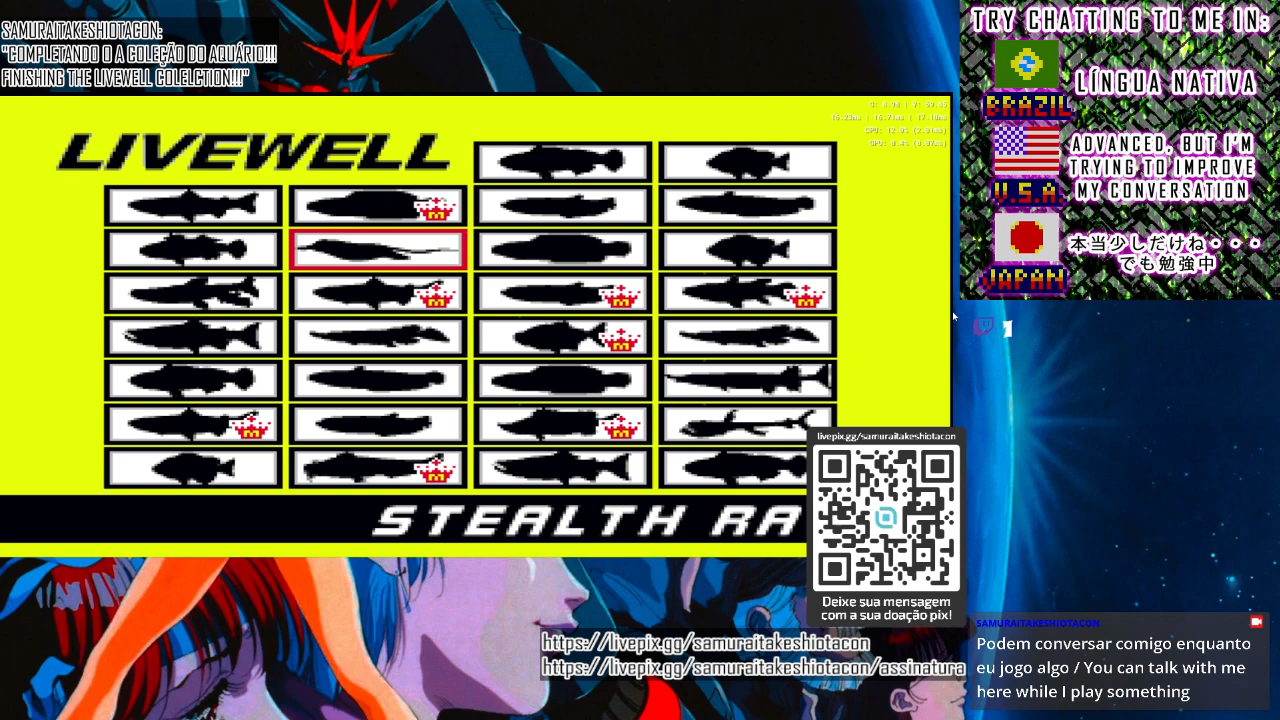 SAMURAITAKESHIOTACON:
"COMPLETANDO O A COLEÇÃO DO AQUÁRIO!!!
FINISHING THE LIVEWELL COLELCTION!!!"
TRY CHATTING TO ME IN:
LÍNGUA NATIVA
BRAZIL
ADVANCED, BUT I'M
TRYING TO IMPROVE
MY CONVERSATION
U.S.A.
本当少しだけね・・・
でも勉強中
JAPAN
LIVEWELL
STEALTH RA
livepix.gg/samuraitakeshiotacon
Deixe sua mensagem
com a sua doação pix!
https://livepix.gg/samuraitakeshiotacon
https://livepix.gg/samuraitakeshiotacon/assinatura
SAMURAITAKESHIOTACON
Podem conversar comigo enquanto
eu jogo algo / You can talk with me
here while I play something